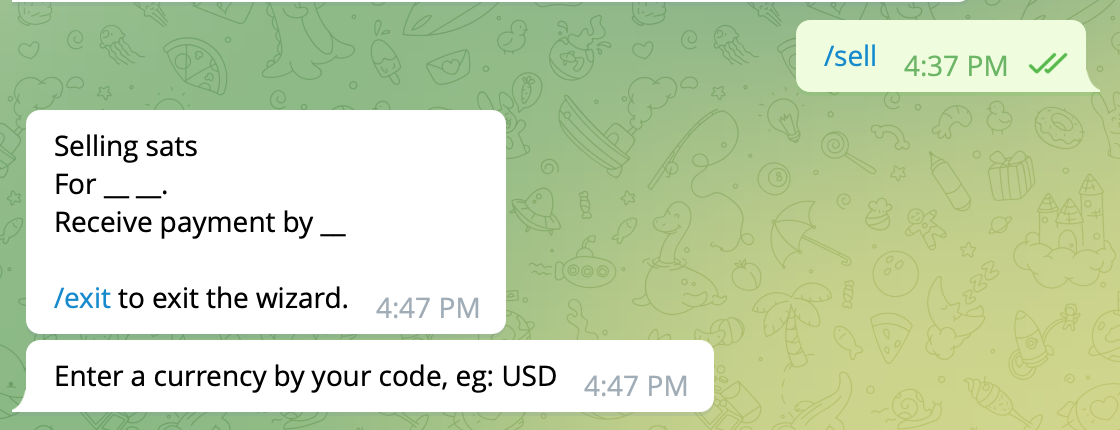 /sell 4:37 PM
Selling sats
For __ __.
Receive payment by __
/exit to exit the wizard. 4:47 PM
Enter a currency by your code, eg: USD 4:47 PM